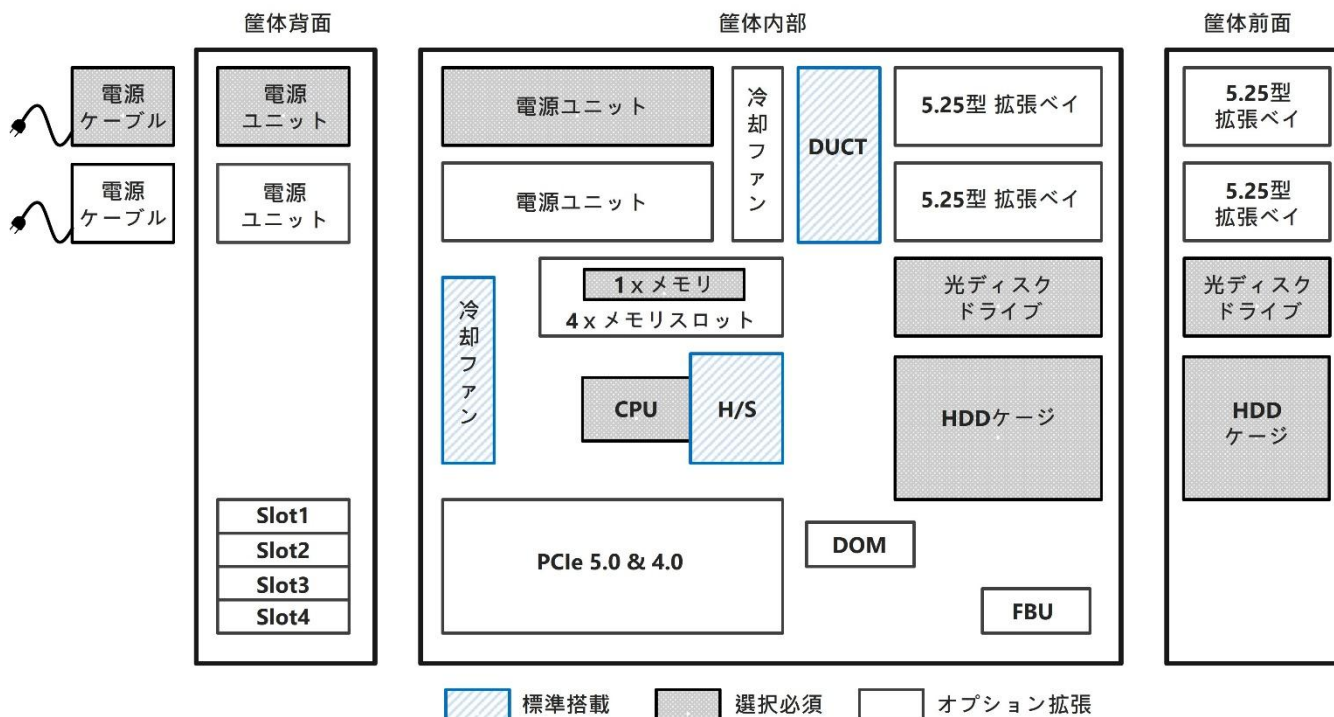 筐体背面
筐体内部
筐体前面
電源
ケーブル
電源
ユニット
電源
ケーブル
電源
ユニット
Slot1
Slot2
Slot3
Slot4
電源ユニット
電源ユニット
冷却ファン
DUCT
5.25型 拡張ベイ
5.25型 拡張ベイ
冷却ファン
1 x メモリ
4 x メモリスロット
CPU
H/S
光ディスク
ドライブ
HDDケージ
PCIe 5.0 & 4.0
DOM
FBU
5.25型
拡張ベイ
5.25型
拡張ベイ
光ディスク
ドライブ
HDD
ケージ
標準搭載
選択必須
オプション拡張